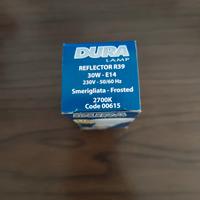 DURA
LAMP
REFLECTOR R39
30W - E14
230V - 50/60 Hz
Smerigliata - Frosted
2700K
Code 00615